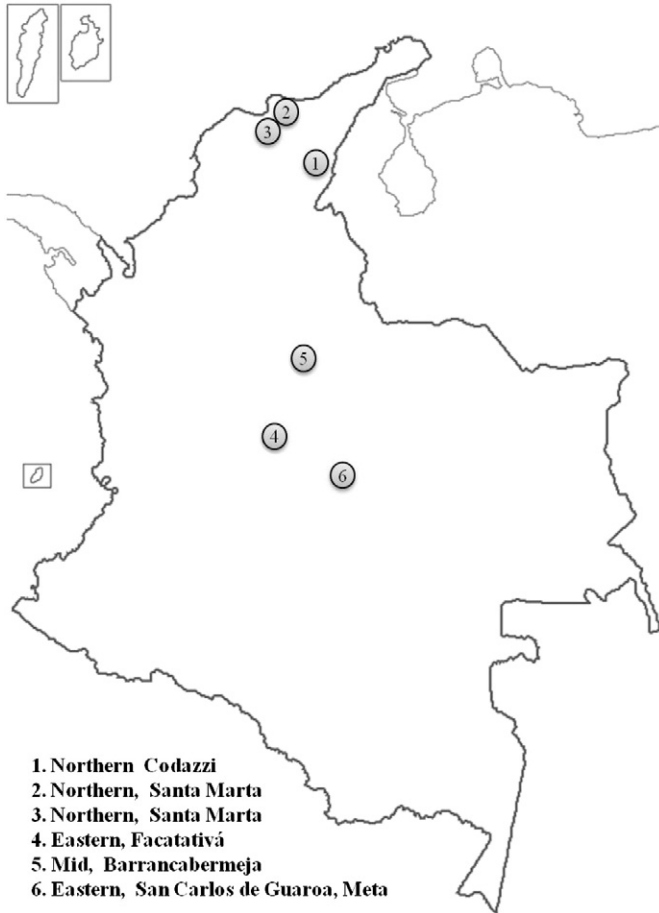 2
3
1
5
4
6
1. Northern Codazzi
2. Northern, Santa Marta
3. Northern, Santa Marta
4. Eastern, Facatativá
5. Mid, Barrancabermeja
6. Eastern, San Carlos de Guaroa, Meta